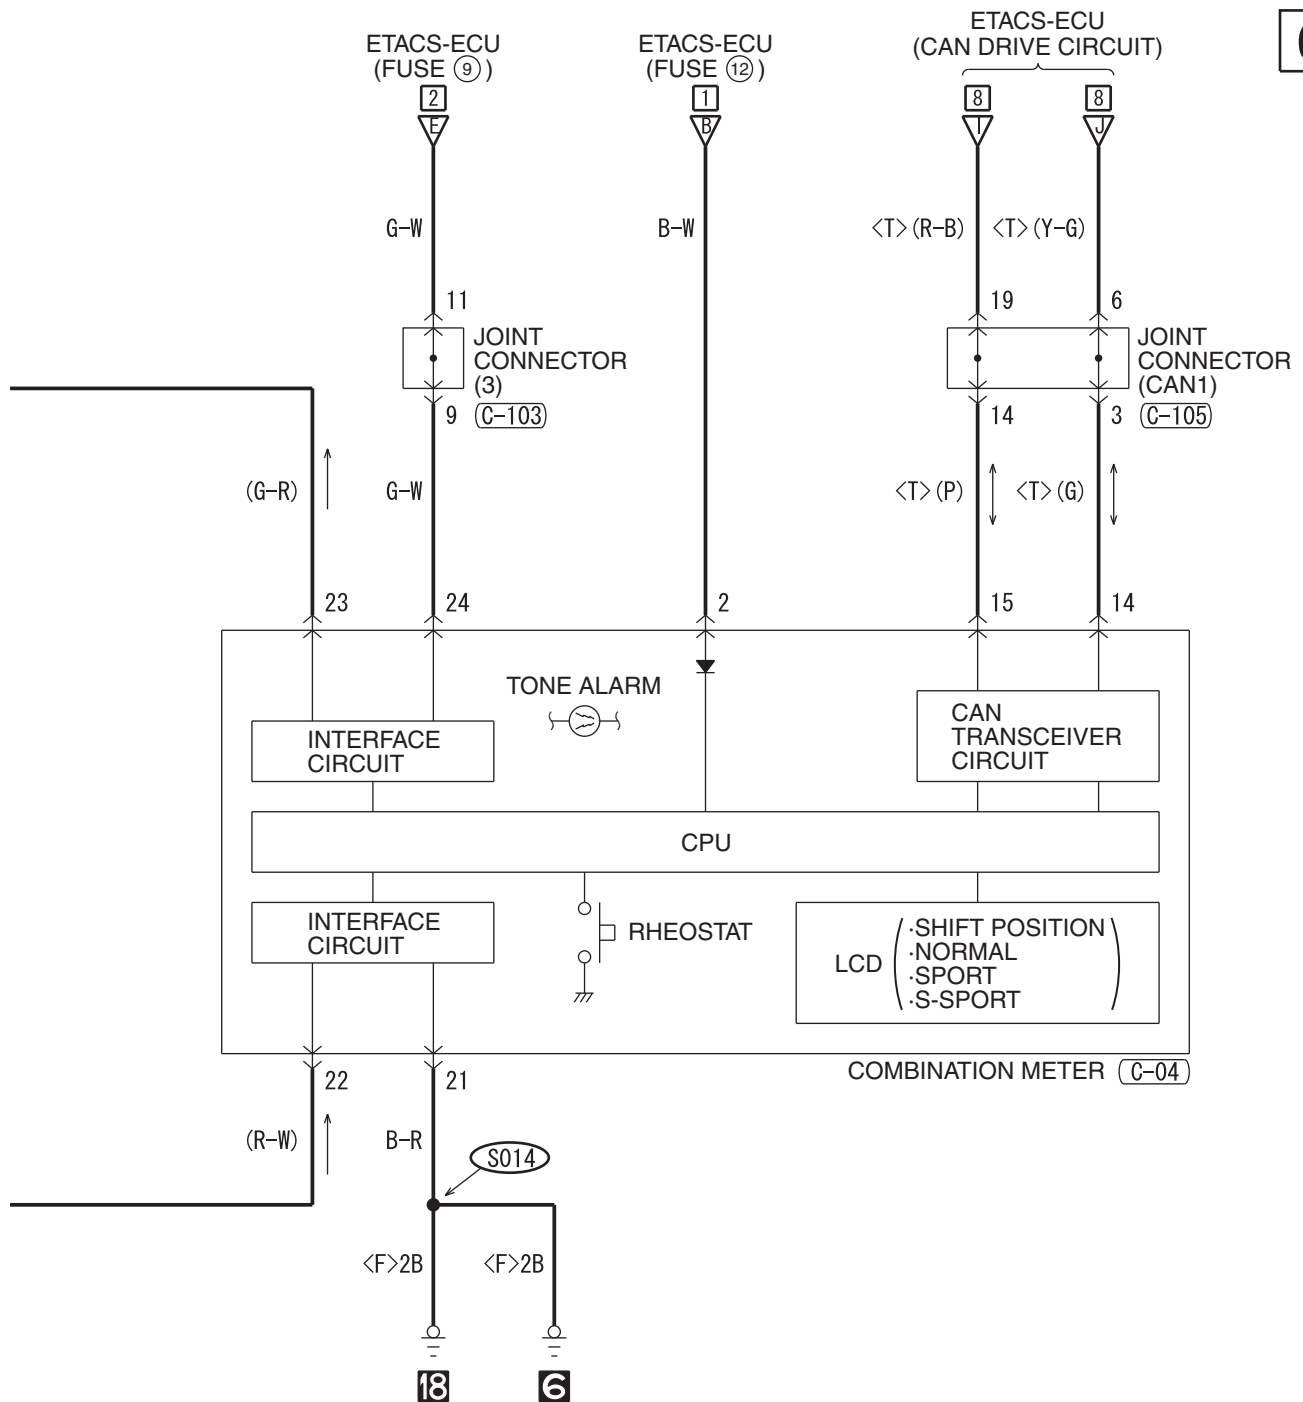 ETACS-ECU
(FUSE ⑨)
ETACS-ECU
(FUSE ⑫)
ETACS-ECU
(CAN DRIVE CIRCUIT)
2
1
8
8
E
B
I
J
G-W
B-W
<T>(R-B)
<T>(Y-G)
11
19
6
JOINT
CONNECTOR
(3)
JOINT
CONNECTOR
(CAN1)
9
C-103
14
3
C-105
(G-R)
G-W
<T>(P)
<T>(G)
23
24
2
15
14
TONE ALARM
INTERFACE
CIRCUIT
CAN
TRANSCEIVER
CIRCUIT
CPU
INTERFACE
CIRCUIT
RHEOSTAT
LCD
·SHIFT POSITION
·NORMAL
·SPORT
·S-SPORT
COMBINATION METER
C-04
22
21
(R-W)
B-R
S014
<F>2B
<F>2B
18
6